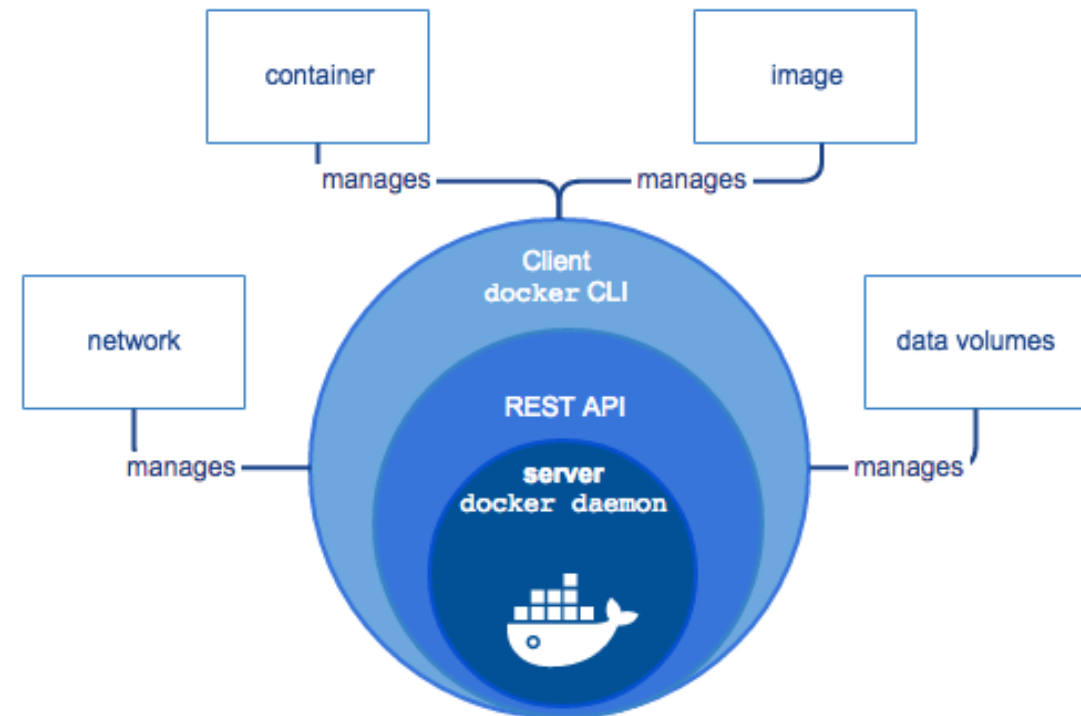 container
image
manages
manages
Client
docker CLI
network
data volumes
REST API
manages
manages
server
docker daemon